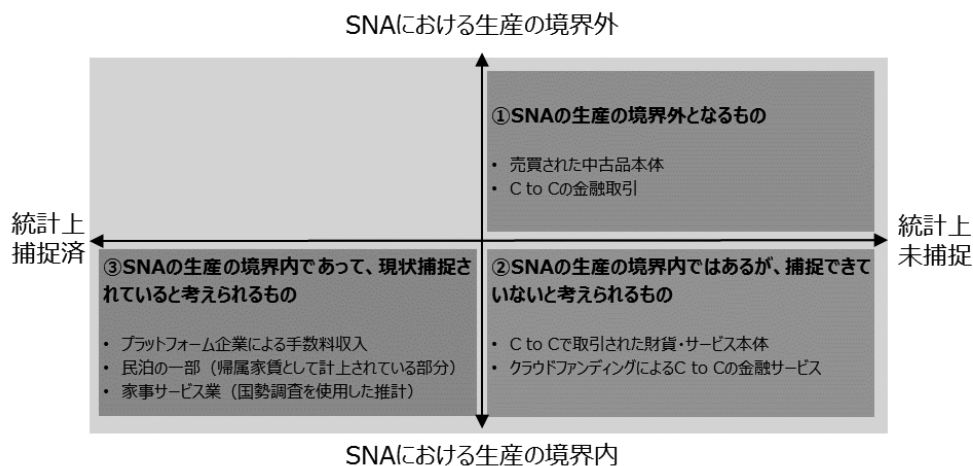 SNAにおける生産の境界外
①SNAの生産の境界外となるもの
• 売買された中古品本体
• C to Cの金融取引
統計上
捕捉済
統計上
未捕捉
③SNAの生産の境界内であって、現状捕捉さ
れていると考えられるもの
• プラットフォーム企業による手数料収入
• 民泊の一部（帰属家賃として計上されている部分）
• 家事サービス業（国勢調査を使用した推計）
②SNAの生産の境界内ではあるが、捕捉できて
いないと考えられるもの
• C to Cで取引された財貨・サービス本体
• クラウドファンディングによるC to Cの金融サービス
SNAにおける生産の境界内